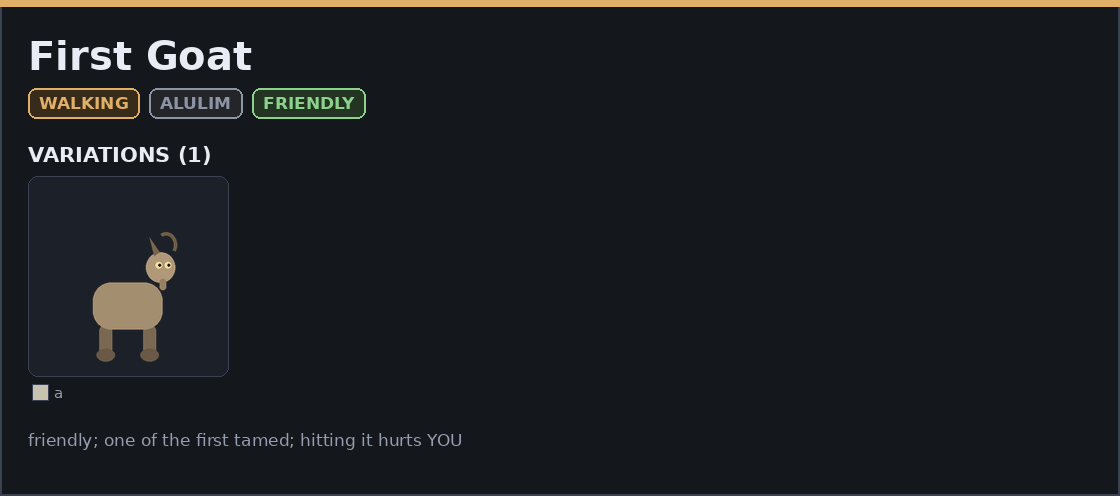 First Goat
WALKING ALULIM FRIENDLY
VARIATIONS (1)
a
friendly; one of the first tamed; hitting it hurts YOU